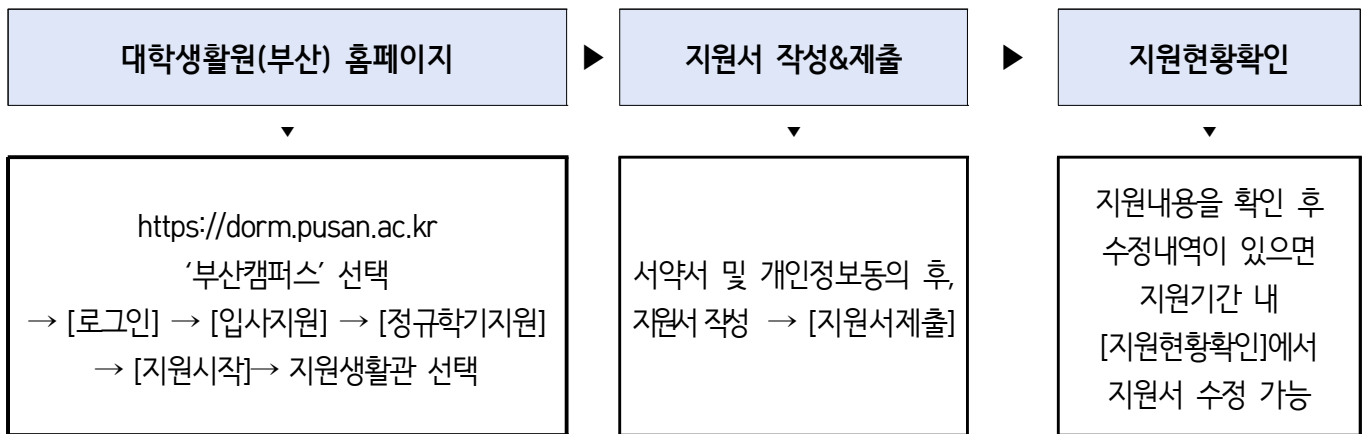 대학생활원(부산) 홈페이지
▶
지원서 작성&제출
▶
지원현황확인
▼
▼
▼
https://dorm.pusan.ac.kr
‘부산캠퍼스’ 선택
→ [로그인] → [입사지원] → [정규학기지원]
→ [지원시작]→ 지원생활관 선택
서약서 및 개인정보동의 후,
지원서 작성 → [지원서제출]
지원내용을 확인 후
수정내역이 있으면
지원기간 내
[지원현황확인]에서
지원서 수정 가능